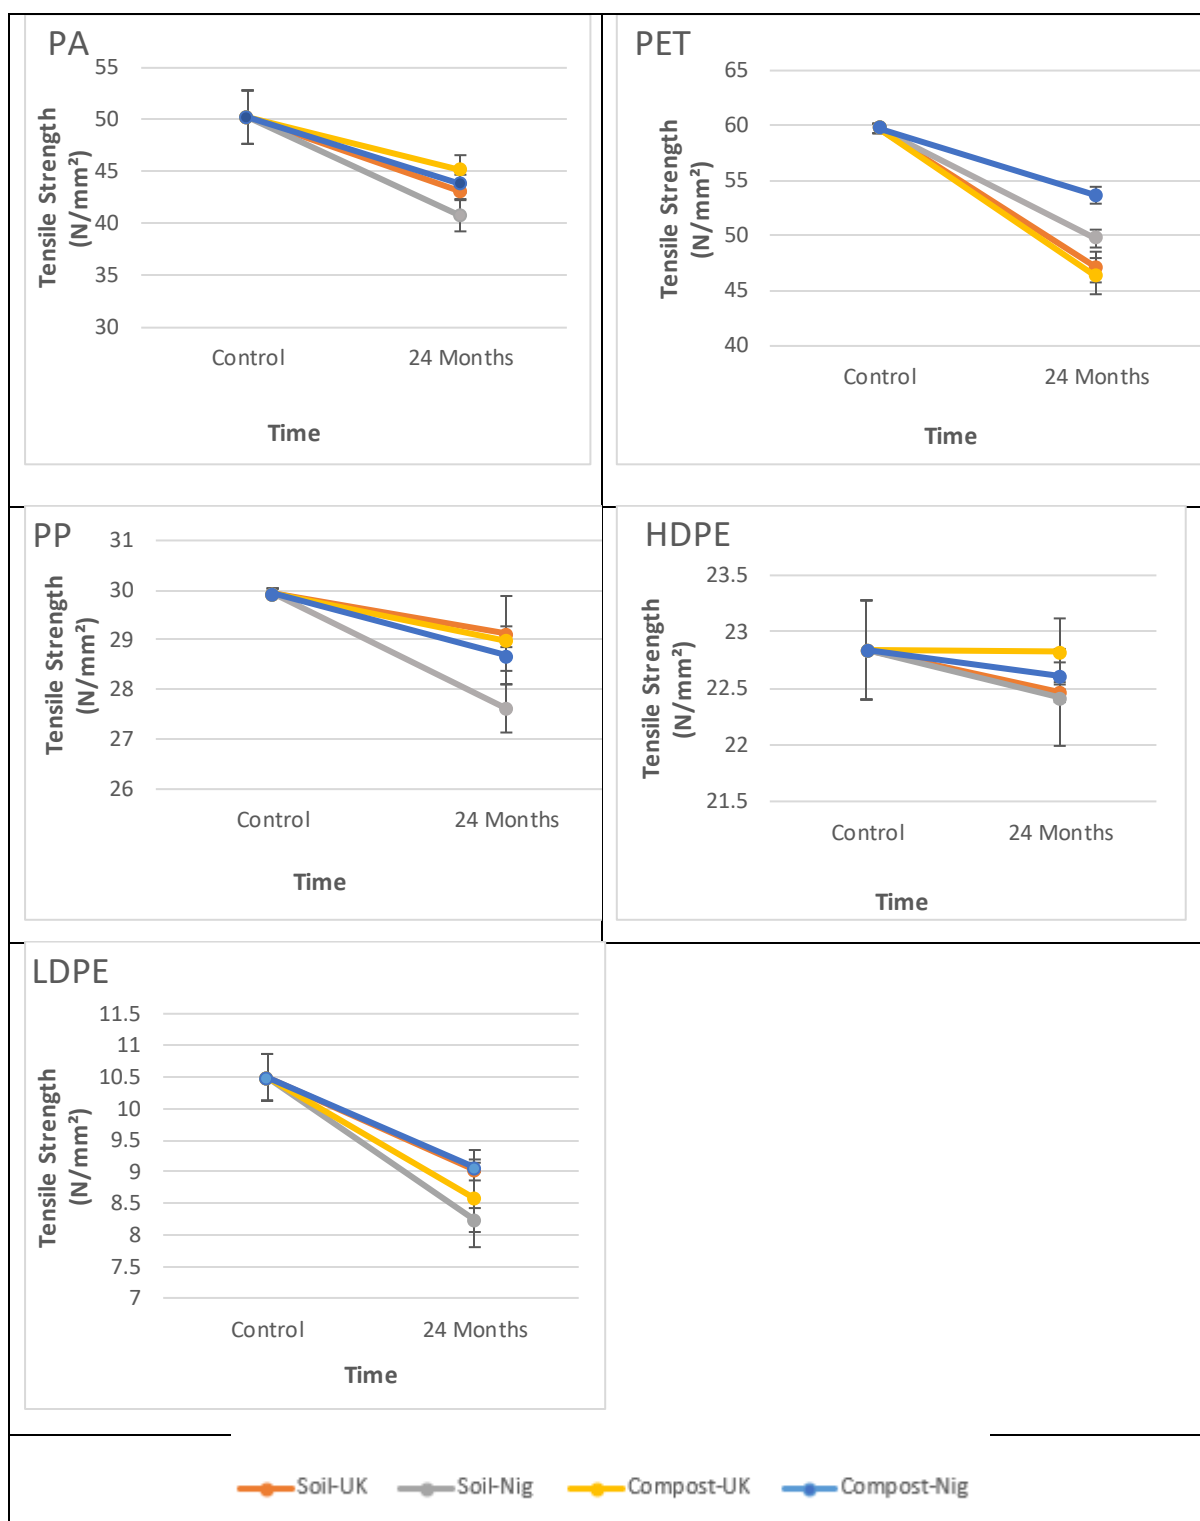 PA
55
50
45
40
35
30
Tensile Strength
(N/mm²)
Control
24 Months
Time
PET
65
60
55
50
45
40
Tensile Strength
(N/mm²)
Control
24 Months
Time
PP
31
30
29
28
27
26
Tensile Strength
(N/mm²)
Control
24 Months
Time
HDPE
23.5
23
22.5
22
21.5
Tensile Strength
(N/mm²)
Control
24 Months
Time
LDPE
11.5
11
10.5
10
9.5
9
8.5
8
7.5
7
Tensile Strength
(N/mm²)
Control
24 Months
Time
Soil-UK
Soil-Nig
Compost-UK
Compost-Nig